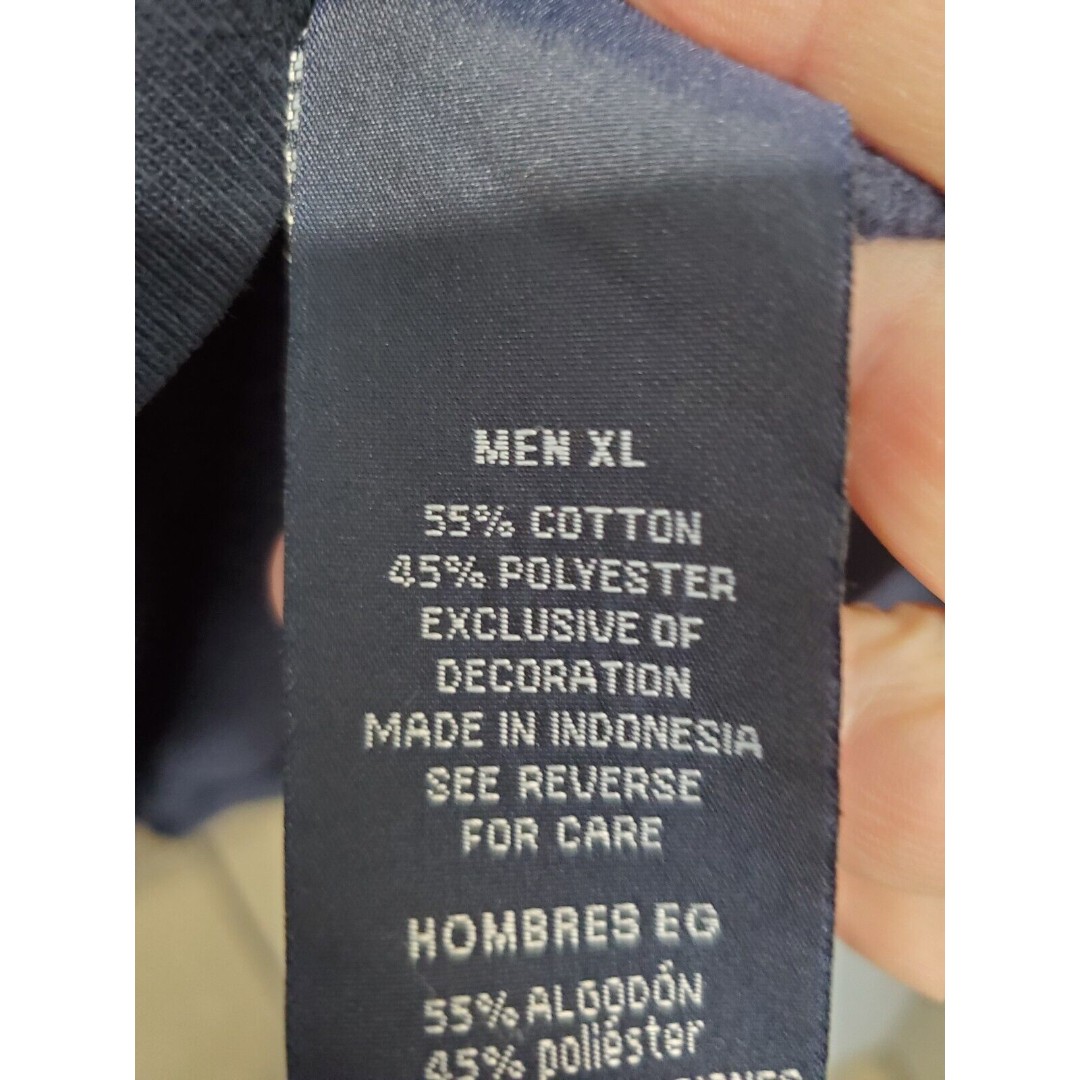 MEN XL
55% COTTON
45% POLYESTER
EXCLUSIVE OF
DECORATION
MADE IN INDONESIA
SEE REVERSE
FOR CARE
HOMBRES EG
55% ALGODÓN
45% poliéster